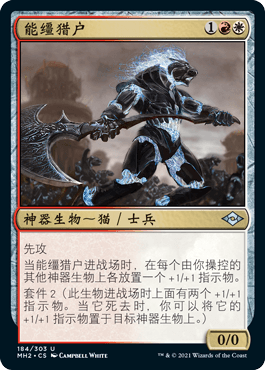 能缰猎户
1
神器生物～猫 / 士兵
先攻
当能缰猎户进战场时，在每个由你操控的
其他神器生物上各放置一个 +1/+1 指示物。
套件 2（此生物进战场时上面有两个 +1/+1
指示物。当它死去时，你可以将它的
+1/+1 指示物置于目标神器生物上。）
0/0
184/303 U
MH2 • CS CAMPBELL WHITE
™ & © 2021 Wizards of the Coast